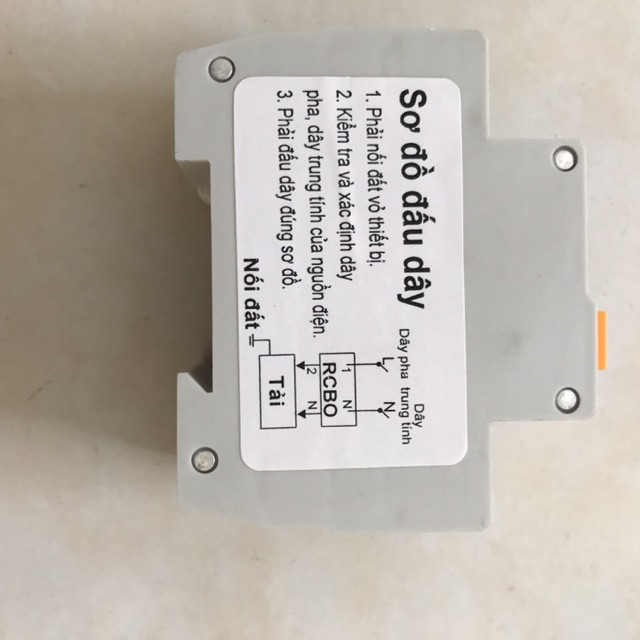 Sơ đồ đấu dây
1. Phải nối đất vỏ thiết bị.
2. Kiểm tra và xác định dây
pha, dây trung tính của nguồn điện.
3. Phải đấu dây đúng sơ đồ.
Dây pha
Dây
trung tính
L
N
1
N
RCBO
2
N
Tải
Nối đất